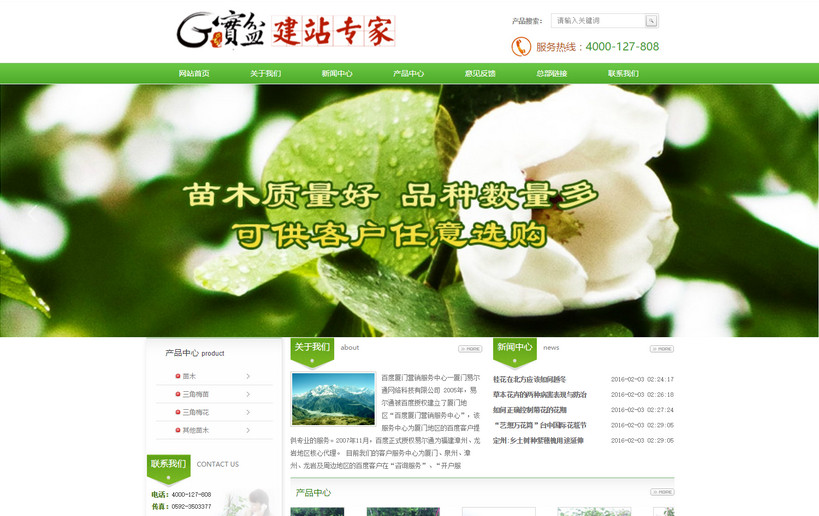 G寶盆 建站专家
产品搜索： 请输入关键词
服务热线：4000-127-808
网站首页 关于我们 新闻中心 产品中心 意见反馈 总部链接 联系我们
苗木质量好 品种数量多
可供客户任意选购
产品中心 product
苗木
三角梅苗
三角梅花
其他苗木
联系我们 CONTACT US
电话：4000-127-808
传真：0592-3503377
关于我们 about MORE
百度厦门营销服务中心—厦门易尔
通网络科技有限公司 2005年，易
尔通被百度授权建立了厦门地
区“百度厦门营销服务中心”，该
服务中心为厦门地区的百度客户提
供专业的服务。2007年11月，百度正式授权易尔通为福建漳州、龙
岩地区核心代理。 目前我们的客户服务中心为厦门、泉州、漳
州、龙岩及周边地区的百度客户在“咨询服务”、“开户服
新闻中心 news MORE
桂花在北方应该如何越冬 2016-02-03 02:24:17
草本花卉的两种病害表现与防治 2016-02-03 02:26:18
如何正确控制菊花的花期 2016-02-03 02:27:24
“艺想万花筒”台中国际花毯节 2016-02-03 02:29:05
定州:乡土树种紫穗槐用途延伸 2016-02-03 02:29:05
产品中心 MORE